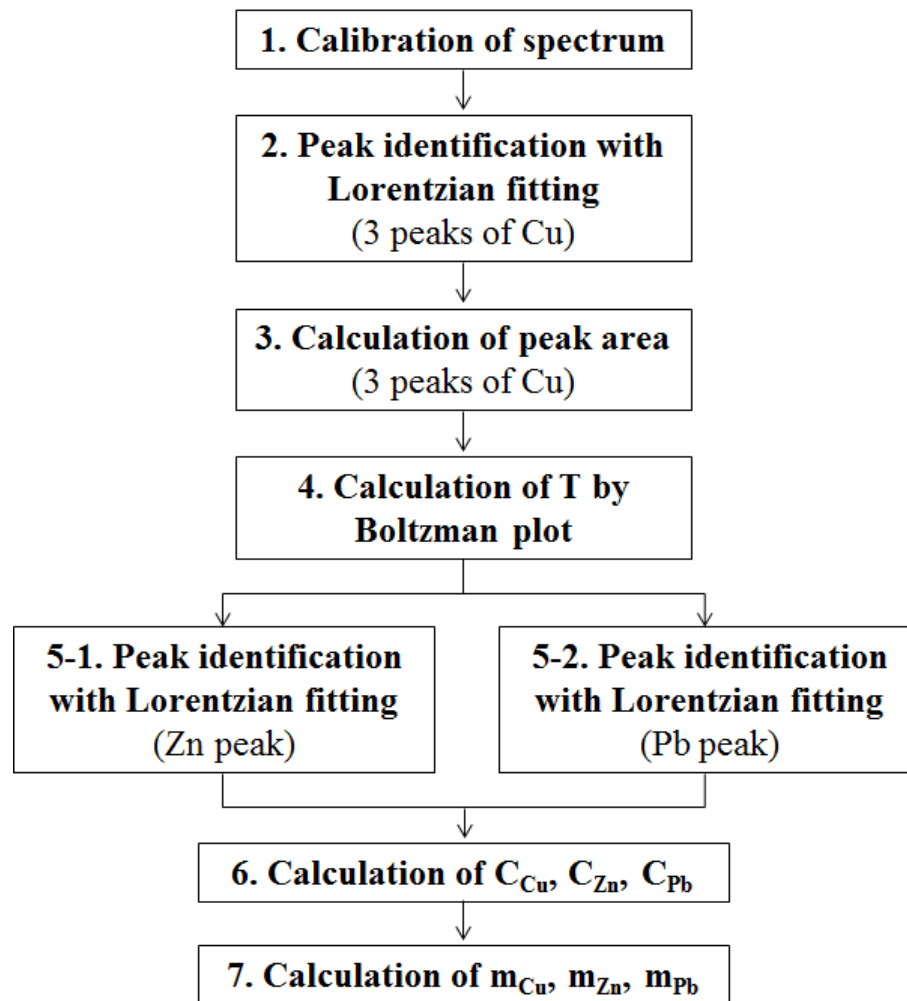 1. Calibration of spectrum
2. Peak identification with
Lorentzian fitting
(3 peaks of Cu)
3. Calculation of peak area
(3 peaks of Cu)
4. Calculation of T by
Boltzman plot
5-1. Peak identification
with Lorentzian fitting
(Zn peak)
5-2. Peak identification
with Lorentzian fitting
(Pb peak)
6. Calculation of C_Cu, C_Zn, C_Pb
7. Calculation of m_Cu, m_Zn, m_Pb